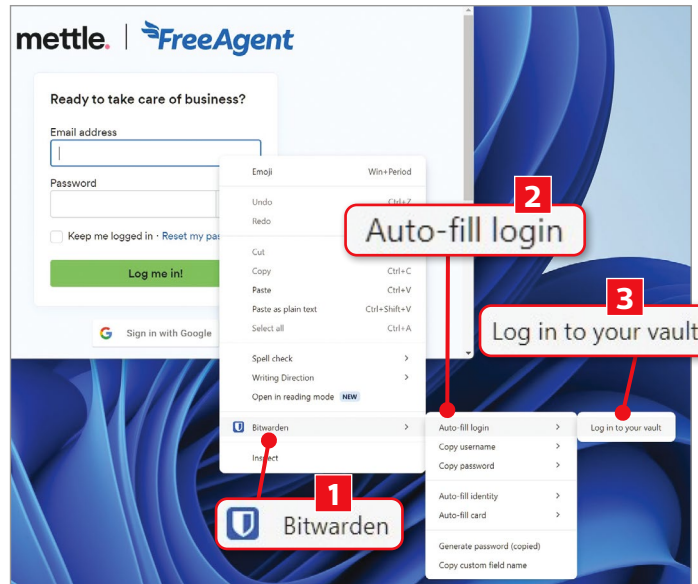 mettle. | FreeAgent
Ready to take care of business?
Email address
Password
Keep me logged in · Reset my pas
Log me in!
Sign in with Google
Emoji Win+Period
Undo Ctrl+Z
Redo
Cut
Copy Ctrl+C
Paste Ctrl+V
Paste as plain text Ctrl+Shift+V
Select all Ctrl+A
Spell check
Writing Direction
Open in reading mode NEW
Bitwarden
Inspect
Auto-fill login
Copy username
Copy password
Auto-fill identity
Auto-fill card
Generate password (copied)
Copy custom field name
Log in to your vault
1
Bitwarden
2
Auto-fill login
3
Log in to your vault